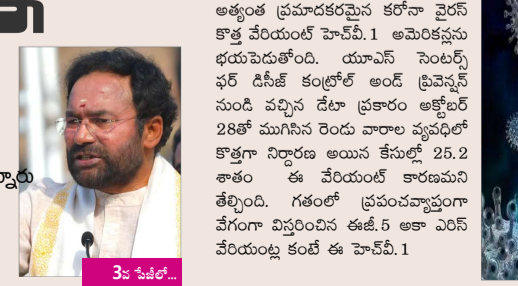 అత్యంత ప్రమాదకరమైన కరోనా వైరస్
కొత్త వేరియంట్ హెచ్‌వీ. 1 అమెరికన్లను
భయపెడుతోంది. యూఎస్ సెంటర్స్
ఫర్ డిసీజ్ కంట్రోల్ అండ్ ప్రివెన్షన్
నుండి వచ్చిన డేటా ప్రకారం అక్టోబర్
28తో ముగిసిన రెండు వారాల వ్యవధిలో
కొత్తగా నిర్దారణ అయిన కేసుల్లో 25.2
శాతం ఈ వేరియంట్ కారణమని
తేల్చింది. గతంలో ప్రపంచవ్యాప్తంగా
వేగంగా విస్తరించిన ఈజీ. 5 అకా ఎరిస్
వేరియంట్ల కంటే ఈ హెచ్‌వీ. 1
3వ పేజీలో...